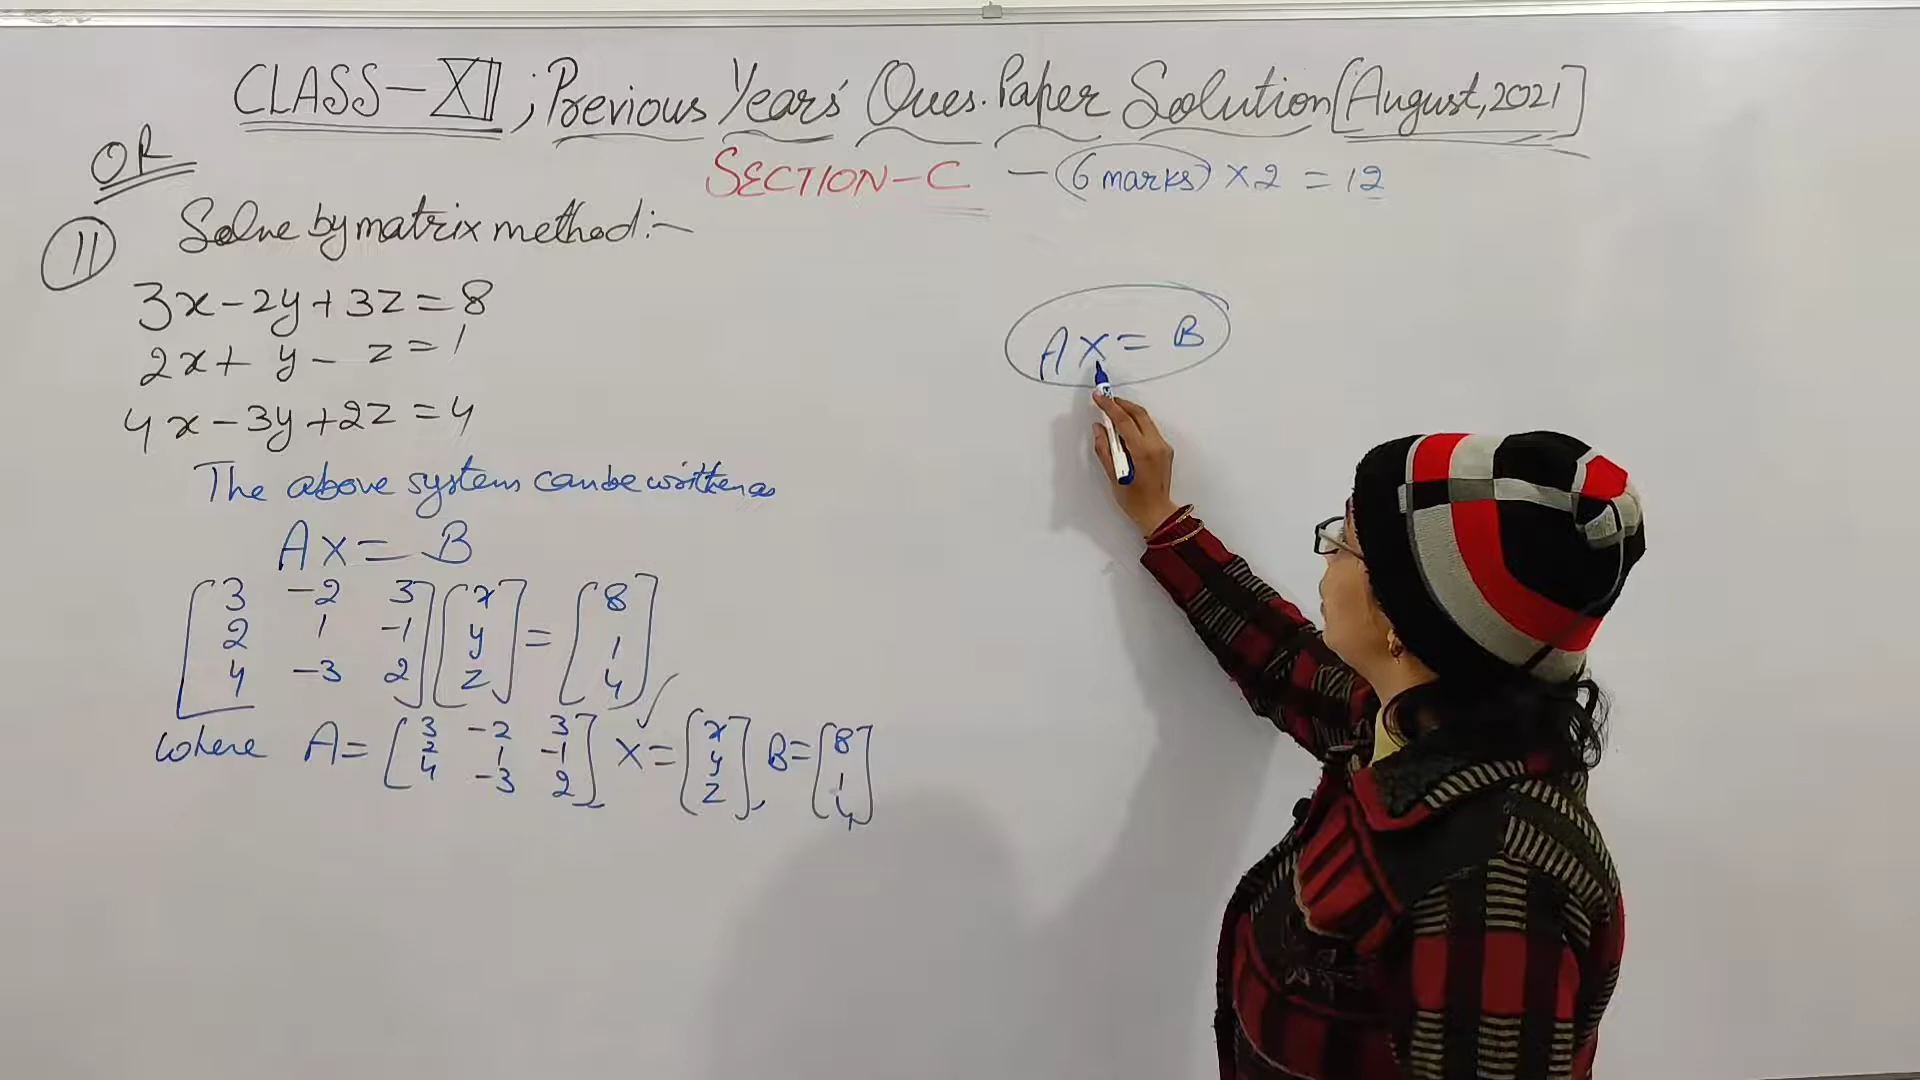 CLASS-XII; Previous Years' Ques. Paper Solution [August, 2021]
OR
SECTION-C - (6 marks) × 2 = 12
11 Solve by matrix method:-
3x - 2y + 3z = 8
2x + y - z = 1
4x - 3y + 2z = 4
The above system can be written as
AX = B
[3 -2 3] [x] = [8]
[2 1 -1] [y] [1]
[4 -3 2] [z] [4]
where A = [3 -2 3] X = [x], B = [8]
[2 1 -1] [y] [1]
[4 -3 2] [z] [4]
AX = B